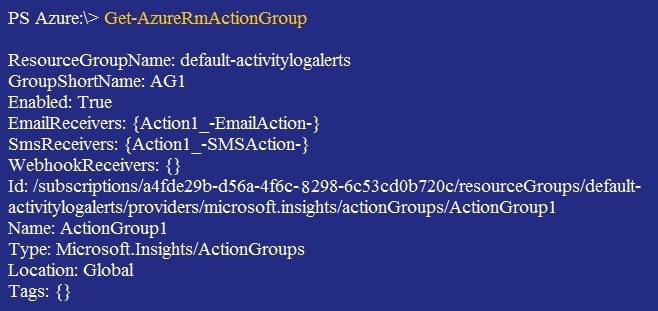 PS Azure:\> Get-AzureRmActionGroup
ResourceGroupName: default-activitylogalerts
GroupShortName: AG1
Enabled: True
EmailReceivers: {Action1_-EmailAction-}
SmsReceivers: {Action1_-SMSAction-}
WebhookReceivers: {}
Id: /subscriptions/a4fde29b-d56a-4f6c-8298-6c53cd0b720c/resourceGroups/default-
activitylogalerts/providers/microsoft.insights/actionGroups/ActionGroup1
Name: ActionGroup1
Type: Microsoft.Insights/ActionGroups
Location: Global
Tags: {}